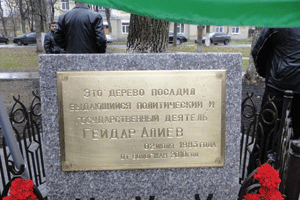 Это дерево посадил
выдающийся политический и
государственный деятель
Гейдар Алиев